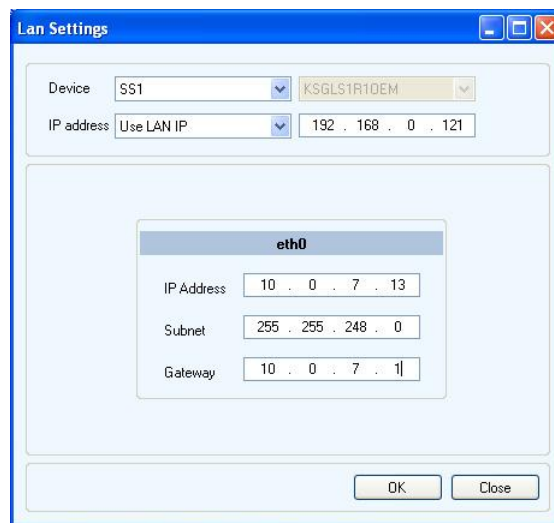 Lan Settings
Device SS1 KSGLS1R10EM
IP address Use LAN IP 192 . 168 . 0 . 121
eth0
IP Address 10 . 0 . 7 . 13
Subnet 255 . 255 . 248 . 0
Gateway 10 . 0 . 7 . 1
OK Close